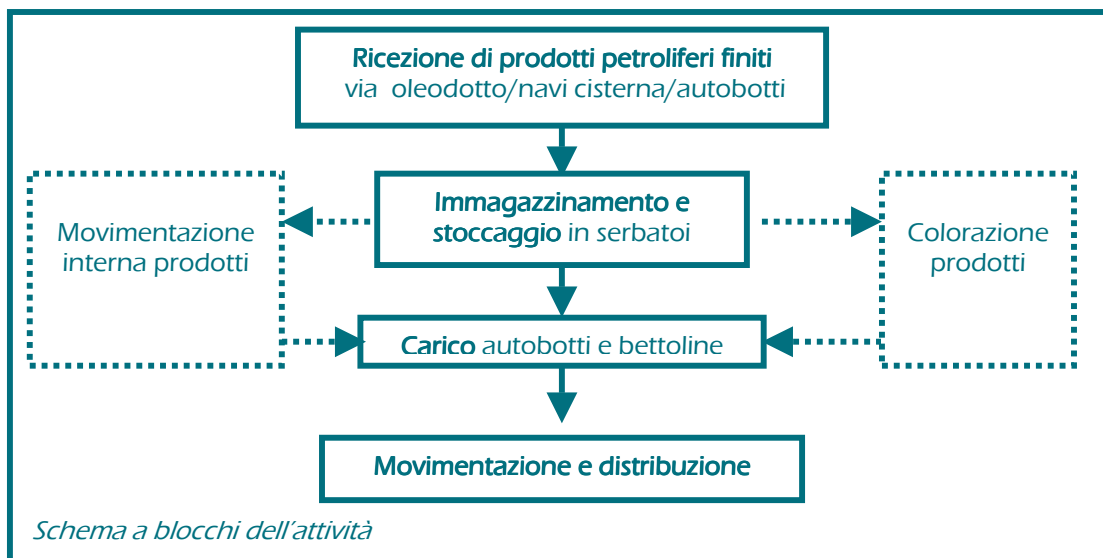 Ricezione di prodotti petroliferi finiti
via oleodotto/navi cisterna/autobotti
Movimentazione
interna prodotti
Immagazzinamento e
stoccaggio in serbatoi
Colorazione
prodotti
Carico autobotti e bettoline
Movimentazione e distribuzione
Schema a blocchi dell'attività